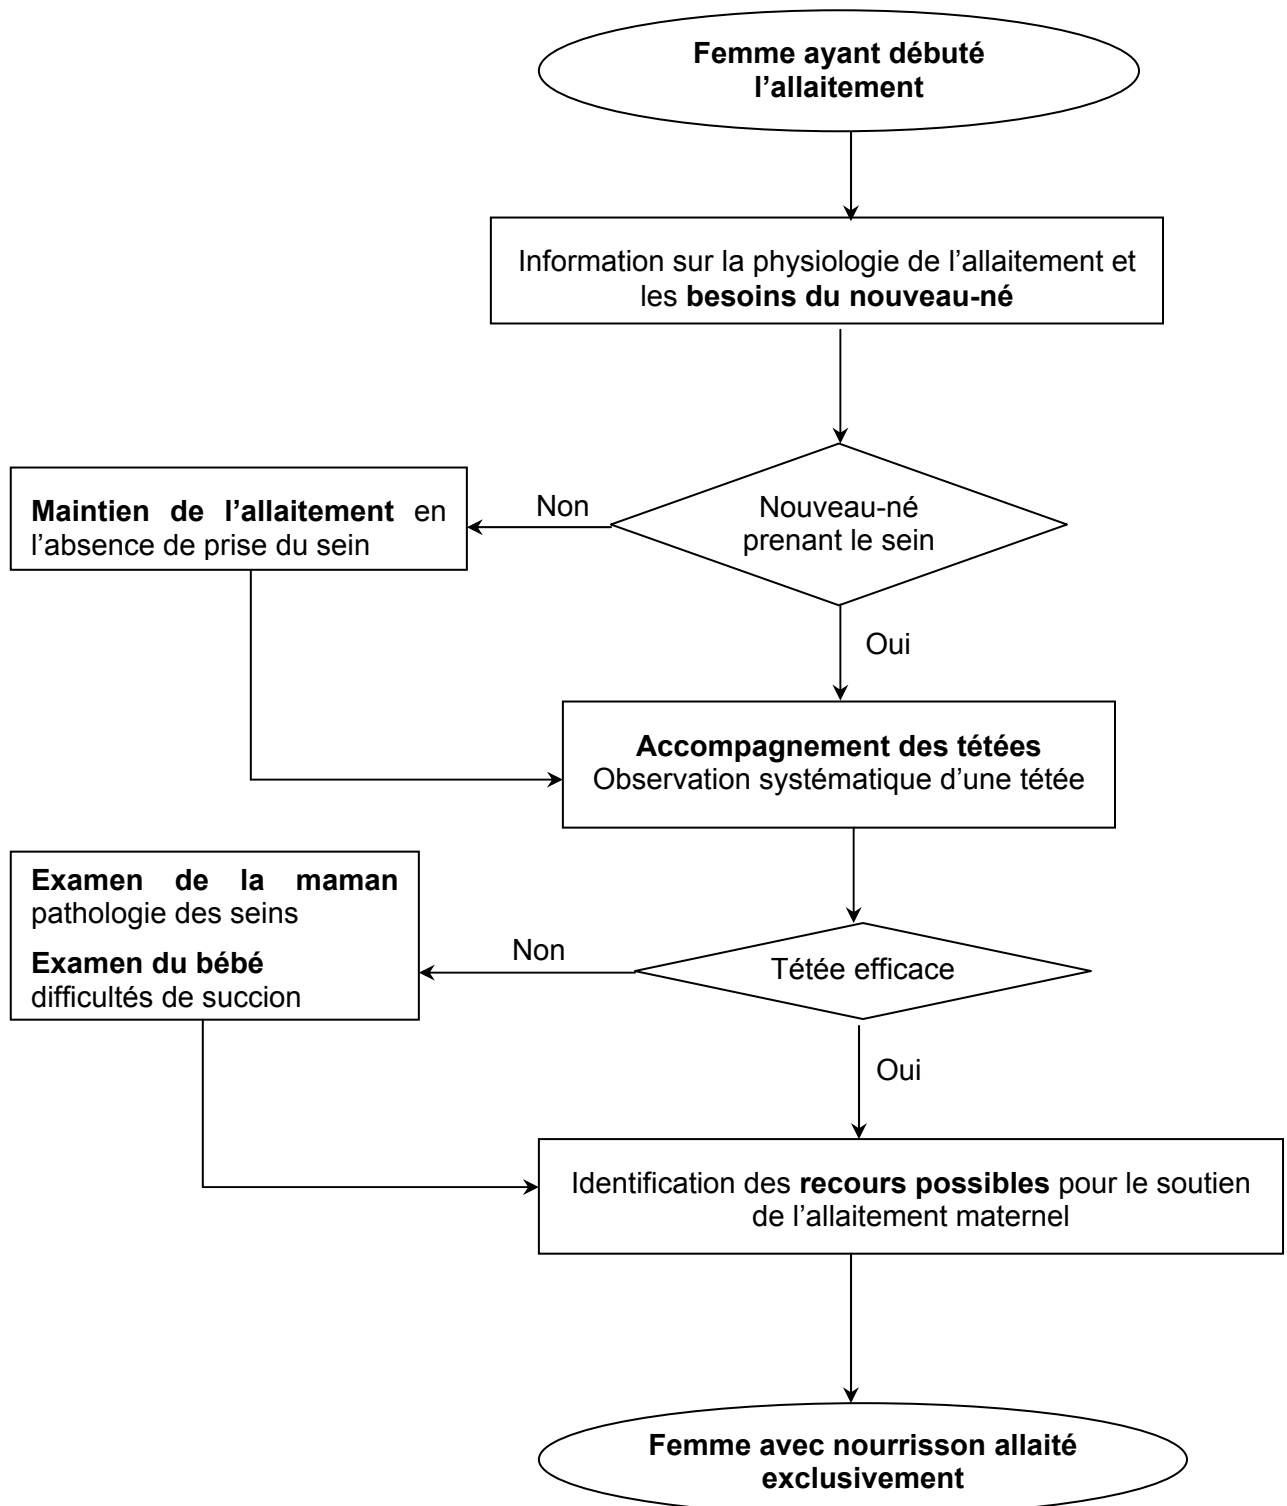 Femme ayant débuté
l’allaitement
Information sur la physiologie de l’allaitement et
les besoins du nouveau-né
Nouveau-né
prenant le sein
Non
Maintien de l’allaitement en
l’absence de prise du sein
Oui
Accompagnement des tétées
Observation systématique d’une tétée
Tétée efficace
Non
Examen de la maman
pathologie des seins
Examen du bébé
difficultés de succion
Oui
Identification des recours possibles pour le soutien
de l’allaitement maternel
Femme avec nourrisson allaité
exclusivement